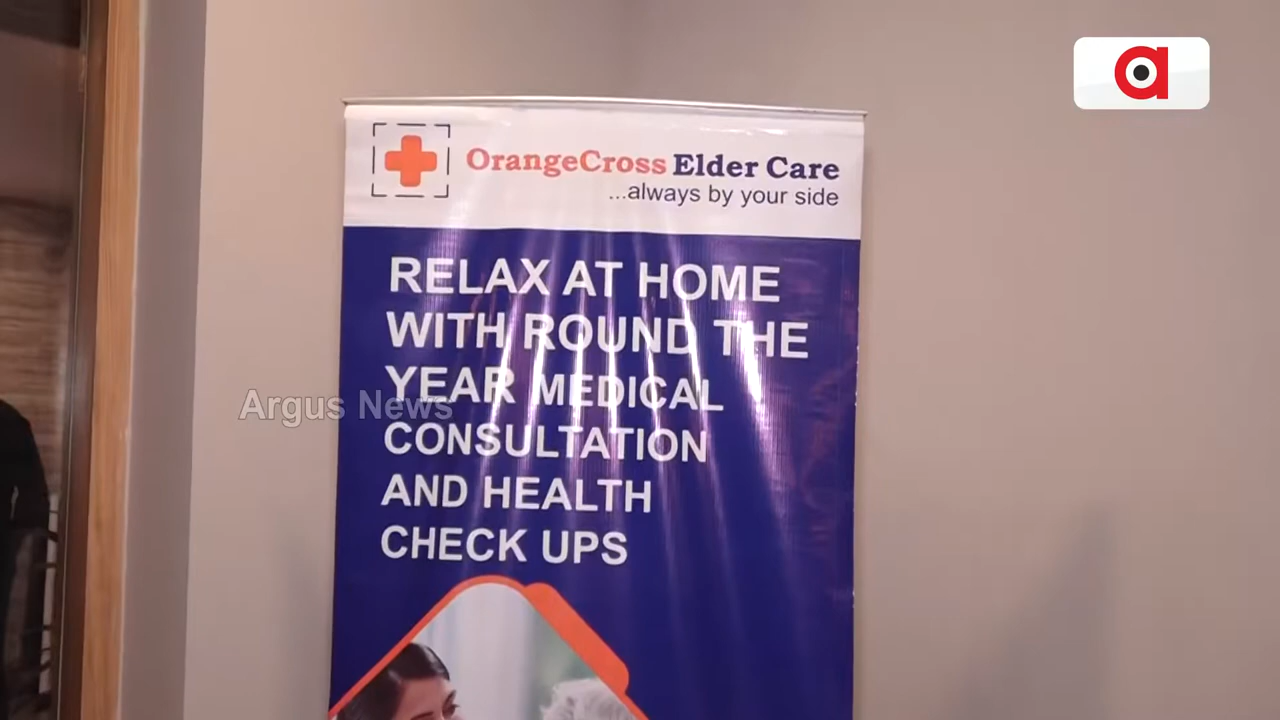 OrangeCross Elder Care
...always by your side
RELAX AT HOME
WITH ROUND THE
YEAR MEDICAL
CONSULTATION
AND HEALTH
CHECK UPS
Argus News
a